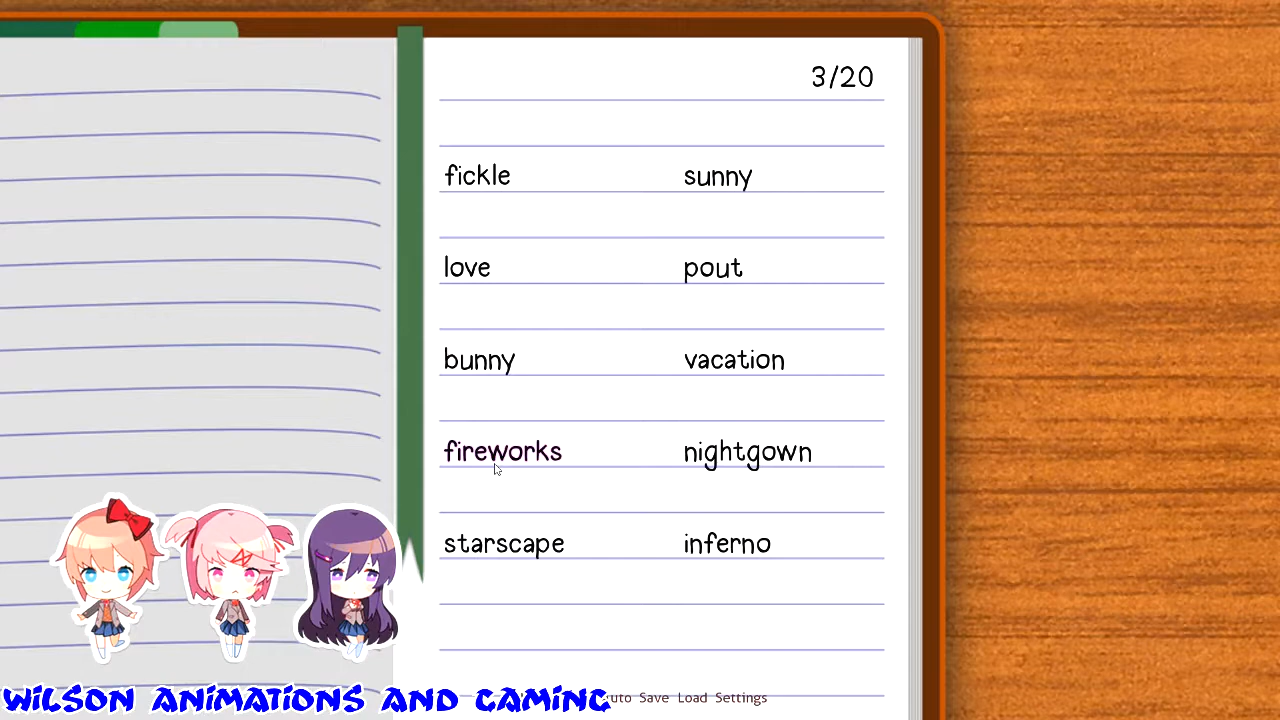 3/20
fickle sunny
love pout
bunny vacation
fireworks nightgown
starscape inferno
Save Load Settings
WILSON ANIMATIONS AND GAMING